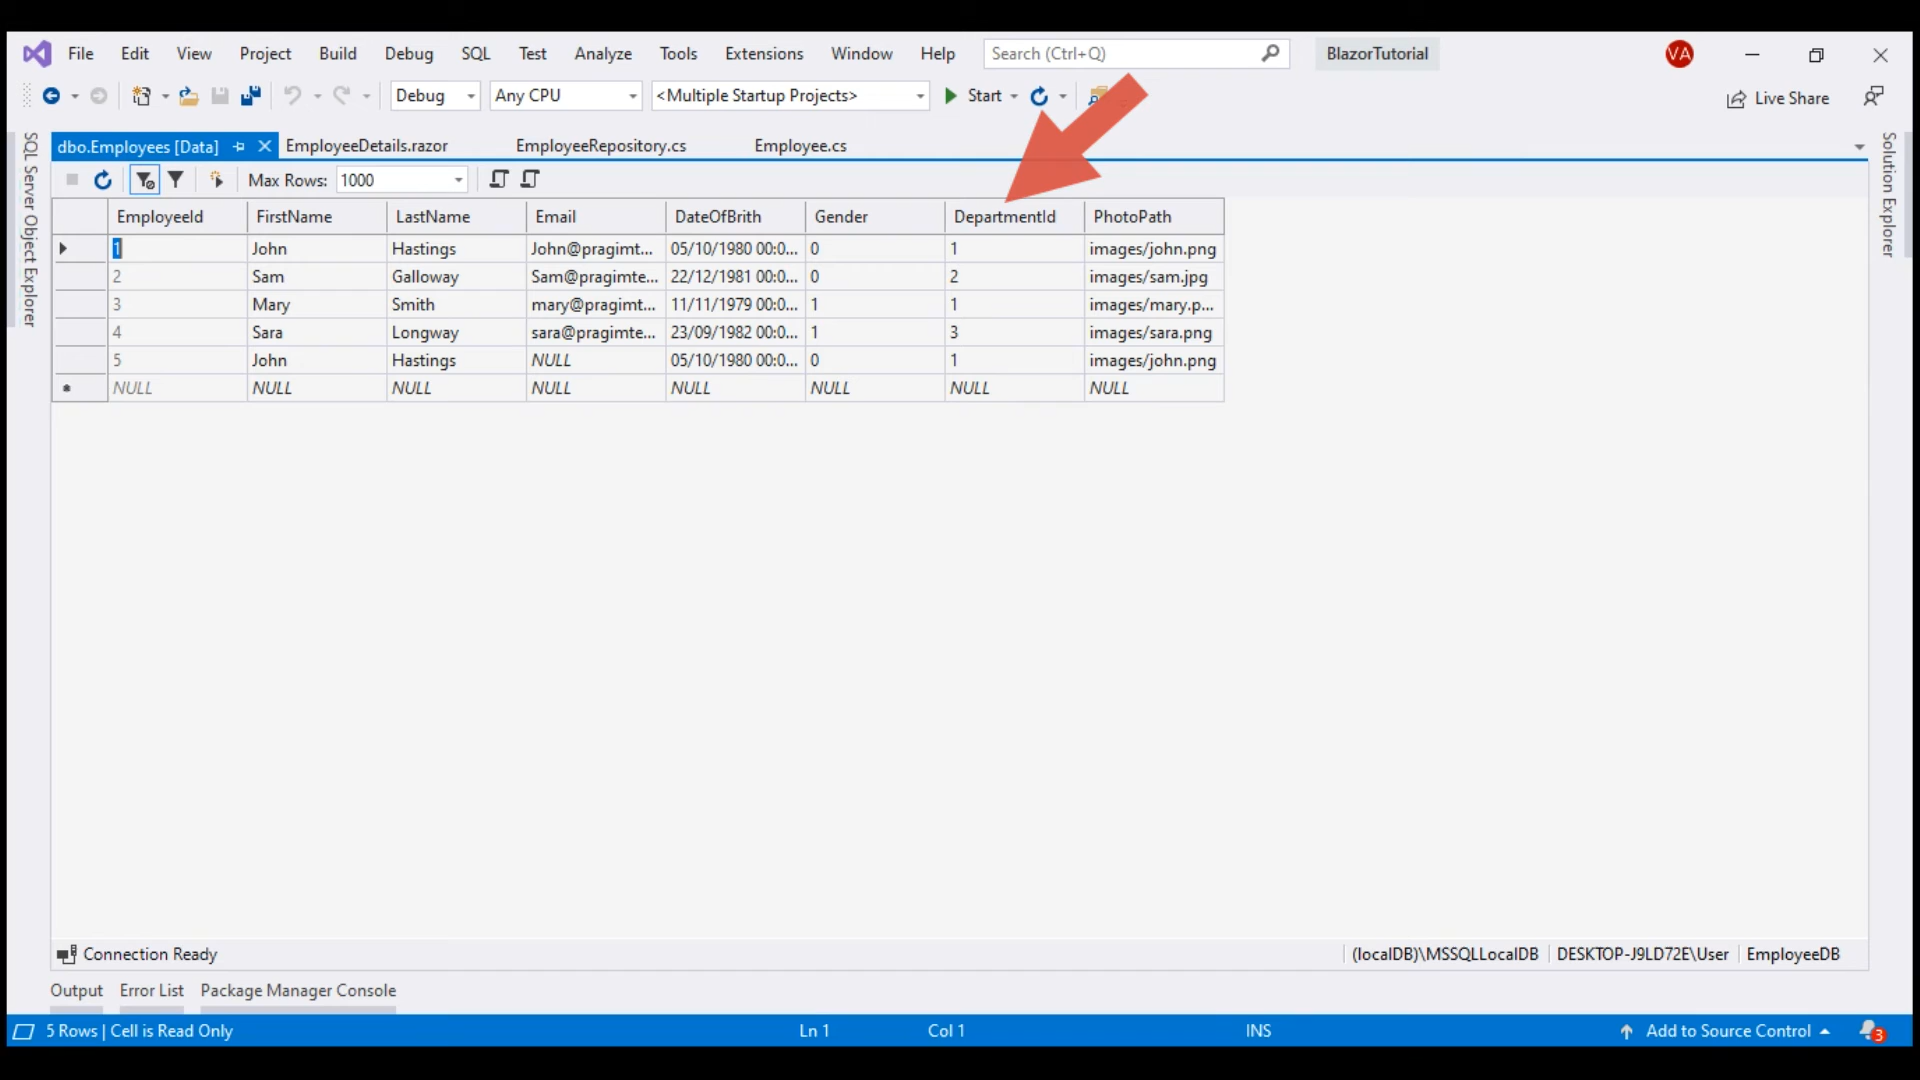 File Edit View Project Build Debug SQL Test Analyze Tools Extensions Window Help Search (Ctrl+Q) BlazorTutorial VA
Debug Any CPU <Multiple Startup Projects> Start Live Share
SQL Server Object Explorer
dbo.Employees [Data] EmployeeDetails.razor EmployeeRepository.cs Employee.cs
Solution Explorer
Max Rows: 1000
EmployeeId FirstName LastName Email DateOfBrith Gender DepartmentId PhotoPath
1 John Hastings John@pragimt... 05/10/1980 00:0... 0 1 images/john.png
2 Sam Galloway Sam@pragimte... 22/12/1981 00:0... 0 2 images/sam.jpg
3 Mary Smith mary@pragimt... 11/11/1979 00:0... 1 1 images/mary.p...
4 Sara Longway sara@pragimte... 23/09/1982 00:0... 1 3 images/sara.png
5 John Hastings NULL 05/10/1980 00:0... 0 1 images/john.png
NULL NULL NULL NULL NULL NULL NULL NULL
Connection Ready (localDB)\MSSQLLocalDB DESKTOP-J9LD72E\User EmployeeDB
Output Error List Package Manager Console
5 Rows | Cell is Read Only Ln 1 Col 1 INS Add to Source Control 3